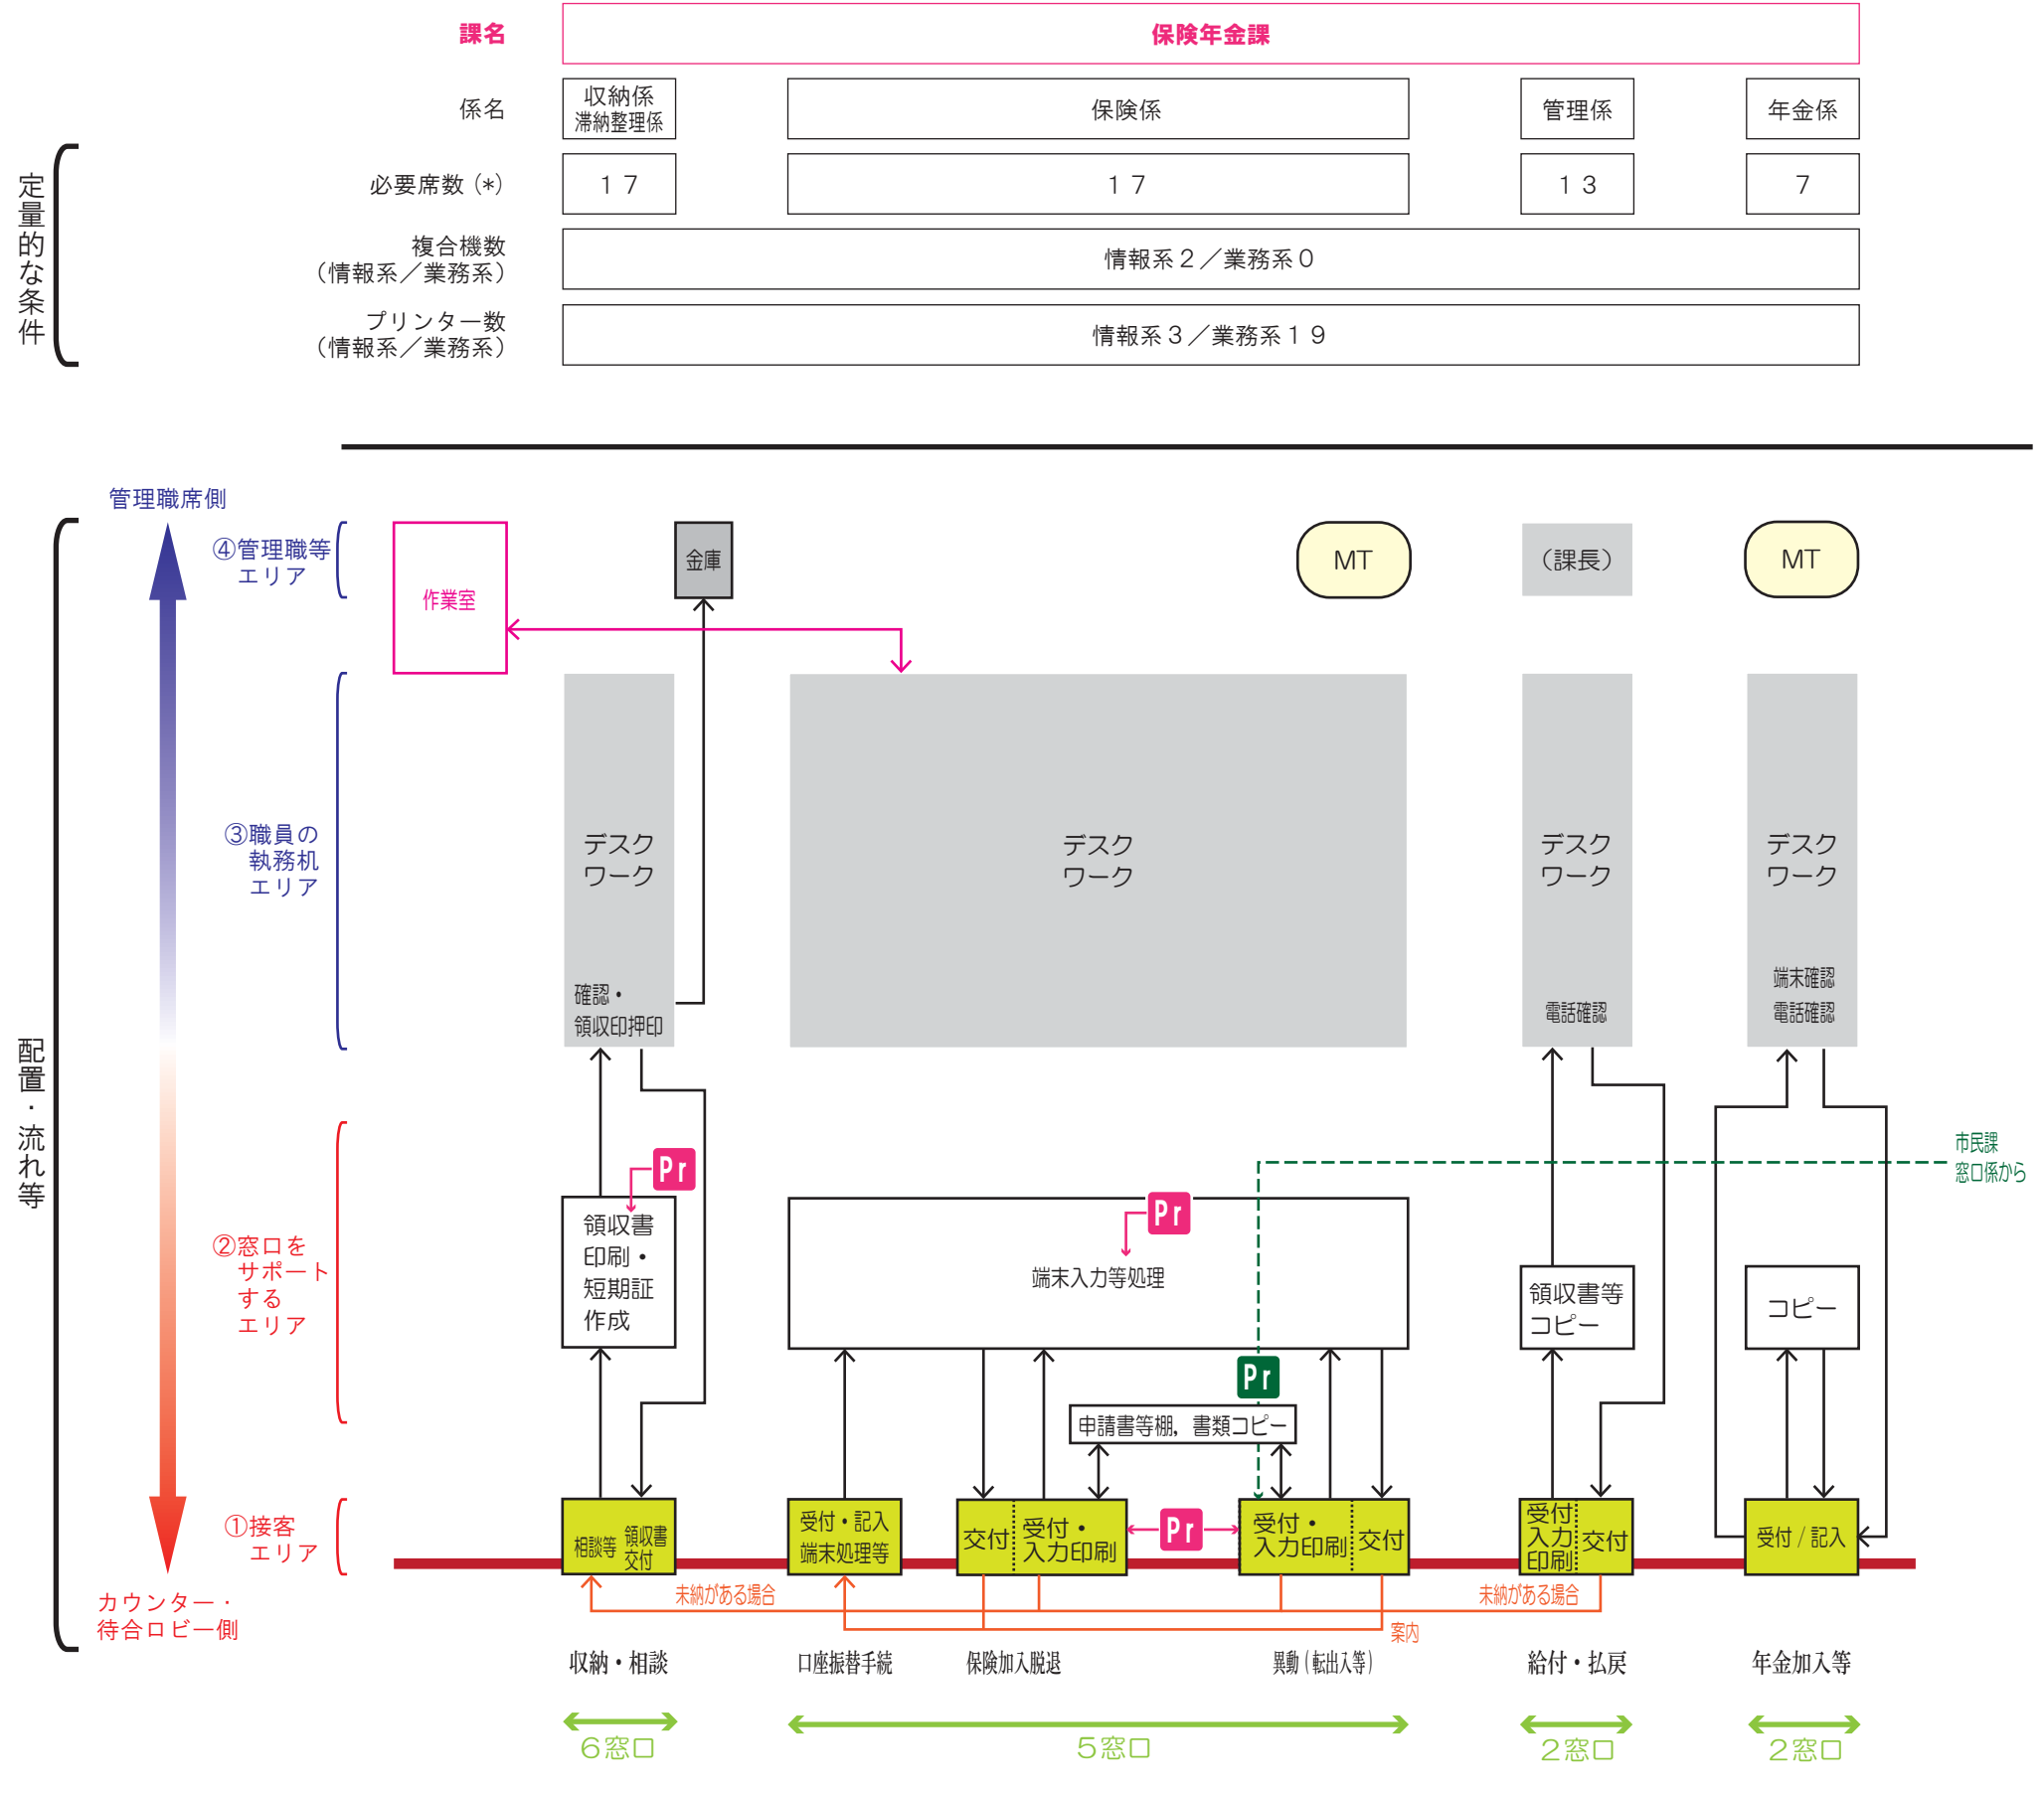 課名
保険年金課
係名
収納係
滞納整理係
保険係
管理係
年金係
定量的な条件
必要席数(*)
17
17
13
7
複合機数
(情報系／業務系)
情報系2／業務系0
プリンター数
(情報系／業務系)
情報系3／業務系19
配置・流れ等
管理職席側
④管理職等
エリア
作業室
金庫
MT
(課長)
MT
③職員の
執務机
エリア
デスク
ワーク
確認・
領収印押印
デスク
ワーク
デスク
ワーク
電話確認
デスク
ワーク
端末確認
電話確認
市民課
窓口係から
②窓口を
サポート
する
エリア
Pr
領収書
印刷・
短期証
作成
Pr
端末入力等処理
Pr
申請書等棚，書類コピー
領収書等
コピー
コピー
①接客
エリア
相談等
領収書
交付
受付・記入
端末処理等
交付
受付・
入力印刷
Pr
受付・
入力印刷
交付
受付
入力
印刷
交付
受付/記入
カウンター・
待合ロビー側
未納がある場合
未納がある場合
案内
収納・相談
口座振替手続
保険加入脱退
異動(転出入等)
給付・払戻
年金加入等
6窓口
5窓口
2窓口
2窓口